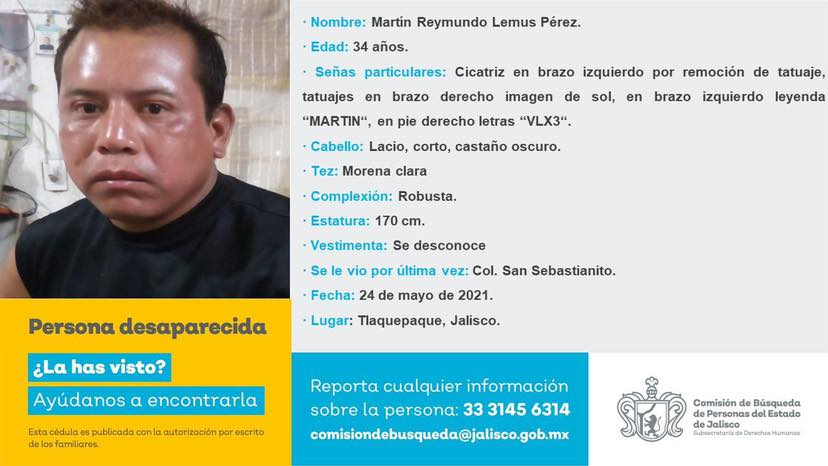 · Nombre: Martin Reymundo Lemus Pérez.
· Edad: 34 años.
· Señas particulares: Cicatriz en brazo izquierdo por remoción de tatuaje,
tatuajes en brazo derecho imagen de sol, en brazo izquierdo leyenda
“MARTIN“, en pie derecho letras “VLX3“.
· Cabello: Lacio, corto, castaño oscuro.
· Tez: Morena clara
· Complexión: Robusta.
· Estatura: 170 cm.
· Vestimenta: Se desconoce
· Se le vio por última vez: Col. San Sebastianito.
· Fecha: 24 de mayo de 2021.
· Lugar: Tlaquepaque, Jalisco.
Persona desaparecida
¿La has visto?
Ayúdanos a encontrarla
Esta cédula es publicada con la autorización por escrito
de los familiares.
Reporta cualquier información
sobre la persona: 33 3145 6314
comisiondebusqueda@jalisco.gob.mx
Comisión de Búsqueda
de Personas del Estado
de Jalisco
Subsecretaría de Derechos Humanos